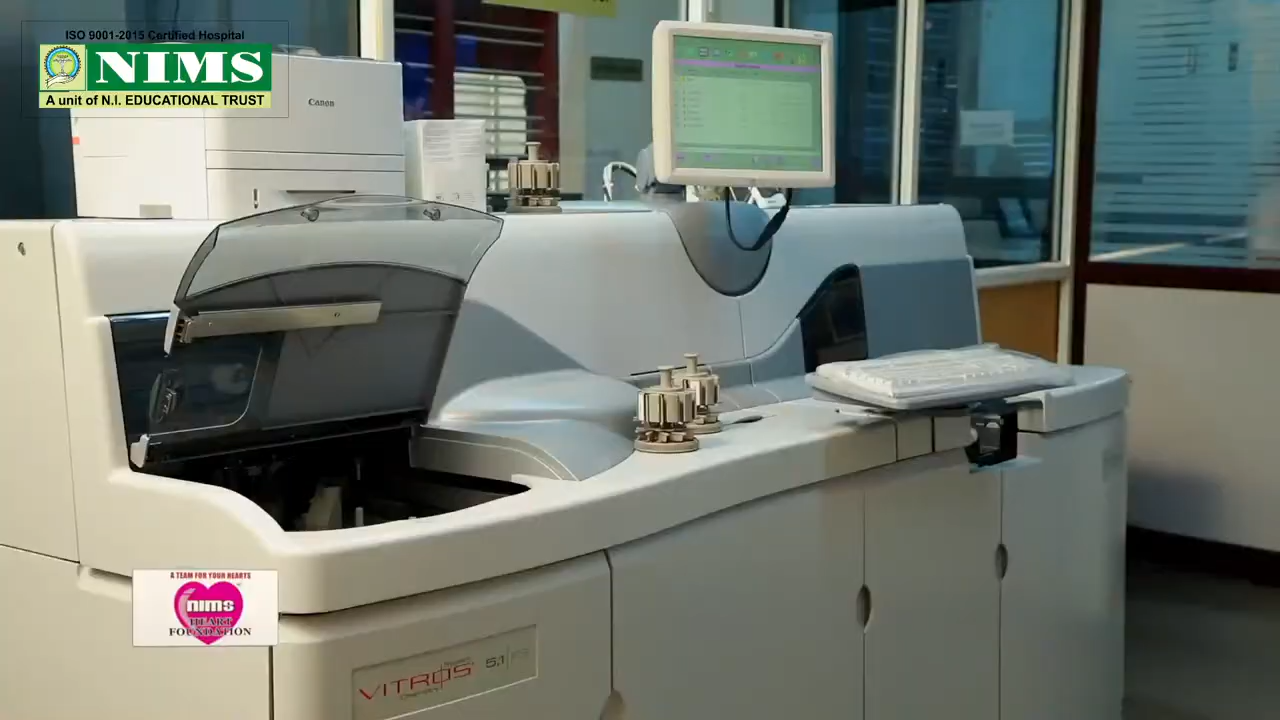 ISO 9001-2015 Certified Hospital
NIMS
A unit of N.I. EDUCATIONAL TRUST
Canon
A TEAM FOR YOUR HEARTS
nims
HEART
FOUNDATION
VITROS 5,1 FS